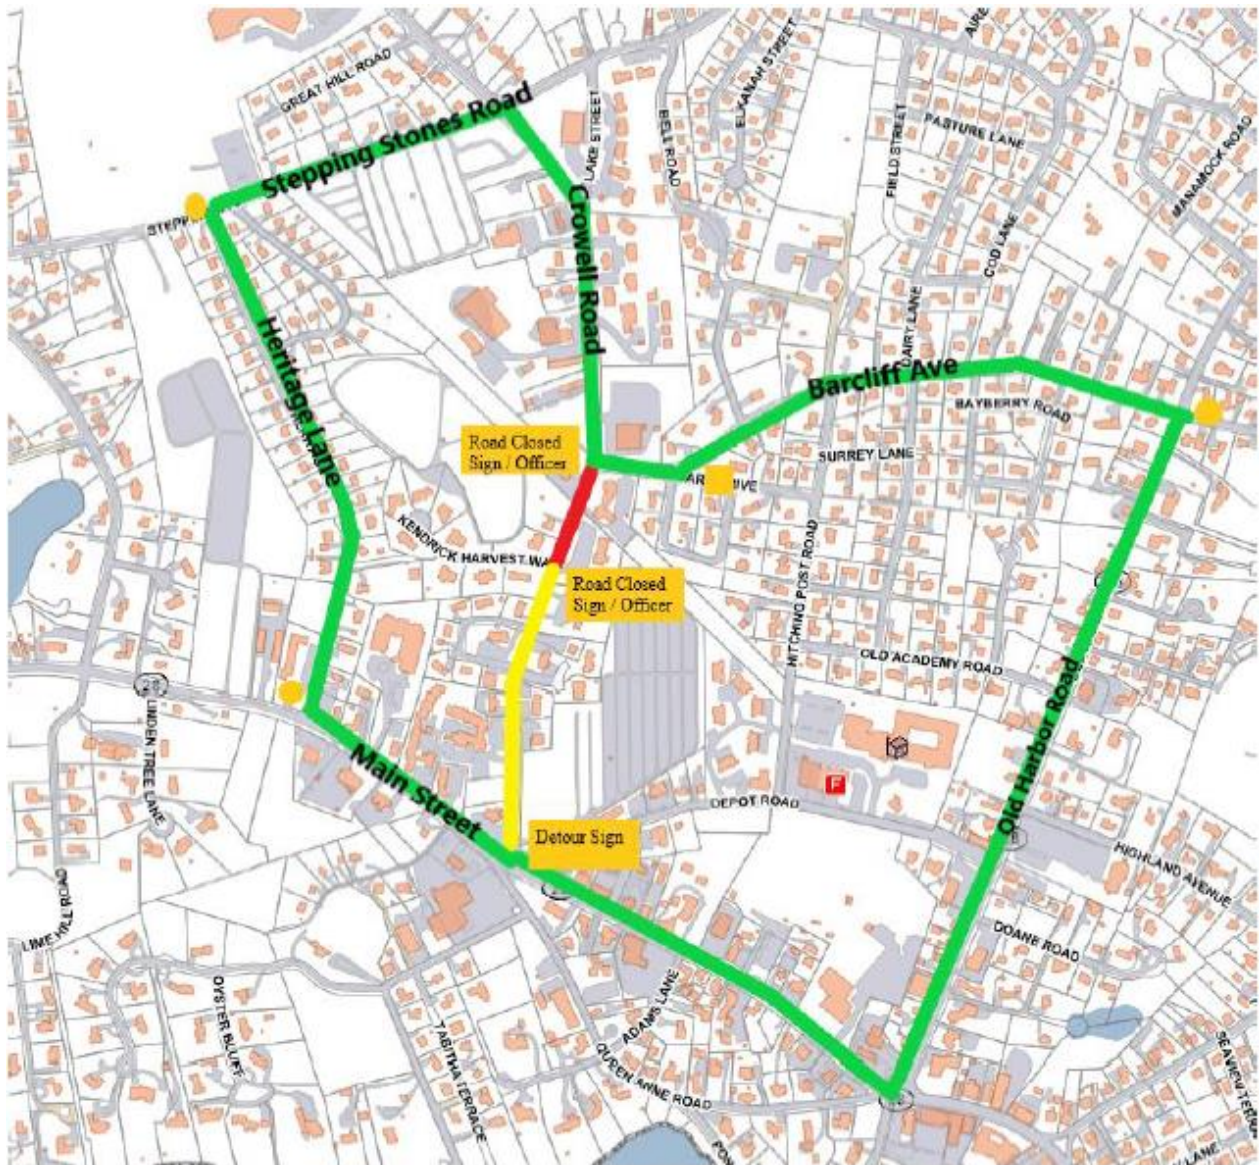 GREAT HILL ROAD
ELKANAH STREET
LAKE STREET
BELL ROAD
FIELD STREET
PASTURE LANE
MANAMOCK ROAD
Stepping Stones Road
Crowell Road
COD LANE
DAIRY LANE
Heritage Lane
Barcliff Ave
BAYBERRY ROAD
Road Closed
Sign / Officer
SURREY LANE
KENDRICK HARVEST WA
Road Closed
Sign / Officer
HITCHING POST ROAD
OLD ACADEMY ROAD
LINDEN TREE LANE
Main Street
F
Old Harbor Road
DEPOT ROAD
Detour Sign
HIGHLAND AVENUE
LIME HILL ROAD
DOANE ROAD
OYSTER BLUFF
ADAMS LANE
TABITHA TERRACE
QUEEN ANNE ROAD
LANE